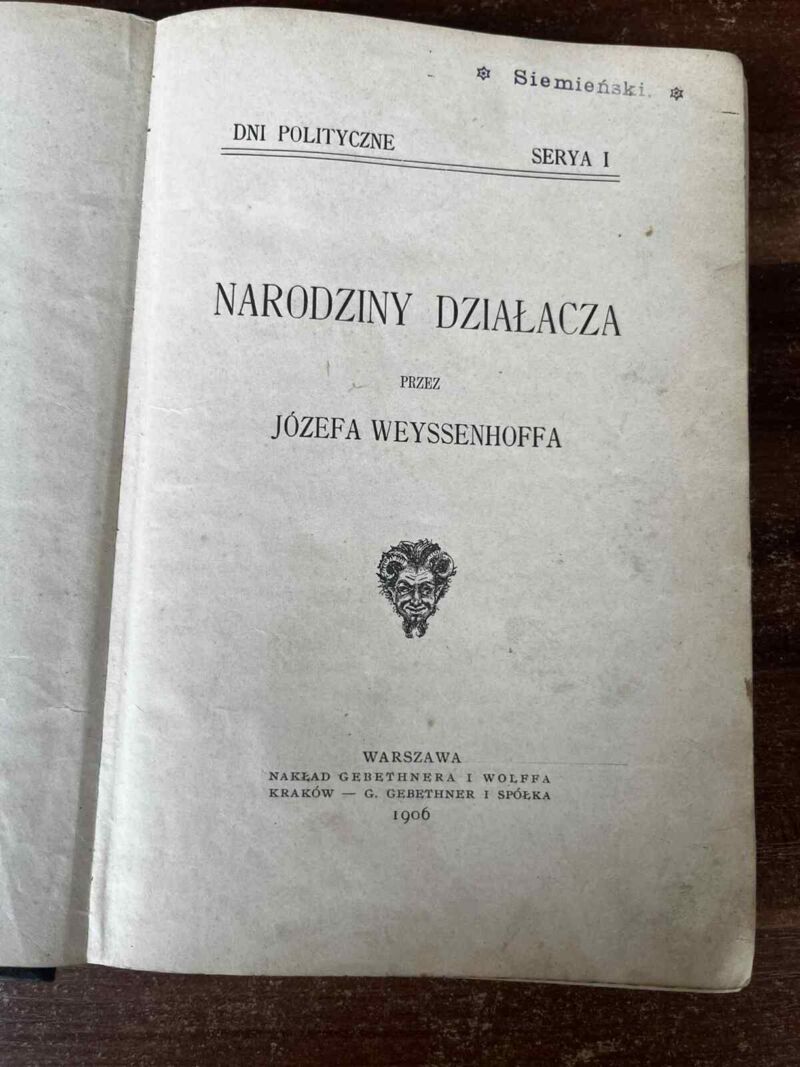 ✡ Siemieński. ✡
DNI POLITYCZNE SERYA I
NARODZINY DZIAŁACZA
PRZEZ
JÓZEFA WEYSSENHOFFA
WARSZAWA
NAKŁAD GEBETHNERA I WOLFFA
KRAKÓW — G. GEBETHNER I SPÓŁKA
1906